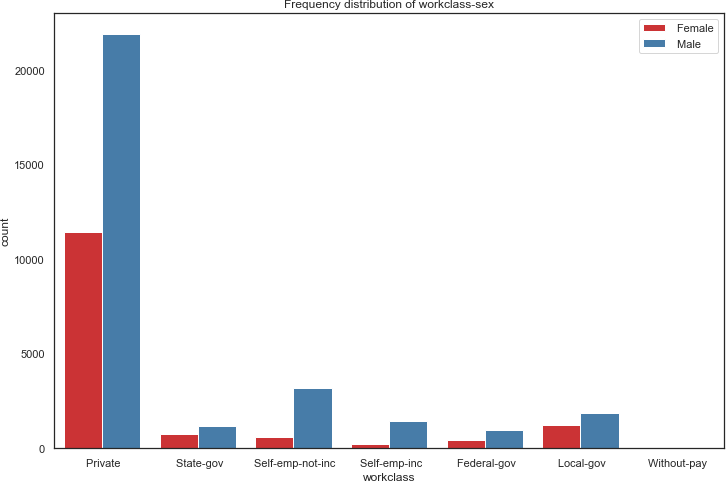 Frequency distribution of workclass-sex
Female
Male
20000
15000
10000
5000
0
count
Private State-gov Self-emp-not-inc Self-emp-inc Federal-gov Local-gov Without-pay
workclass